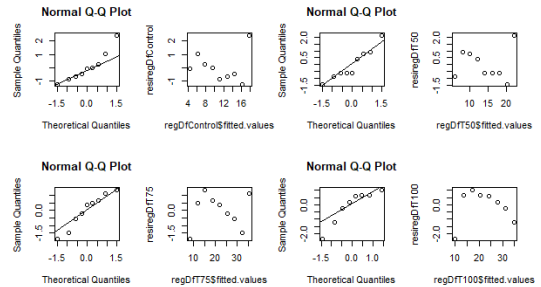 Normal Q-Q Plot
Normal Q-Q Plot
Sample Quantiles
-1 1 2
-1.5 0.0 1.5
Theoretical Quantiles
resiregDfControl
-1 1 2
4 8 12 16
regDfControl$fitted.values
Sample Quantiles
-1.5 0.0 1.0 2.0
-1.5 0.0 1.5
Theoretical Quantiles
resiregDfT50
-1.5 0.0 1.0 2.0
10 15 20
regDfT50$fitted.values
Normal Q-Q Plot
Normal Q-Q Plot
Sample Quantiles
-1.5 0.0
-1.5 0.0 1.5
Theoretical Quantiles
resiregDfT75
-1.5 0.0
10 20 30
regDfT75$fitted.values
Sample Quantiles
-1.5 0.0
-1.5 0.0 1.0
Theoretical Quantiles
resiregDfT100
-1.5 0.0
10 20 30
regDfT100$fitted.values